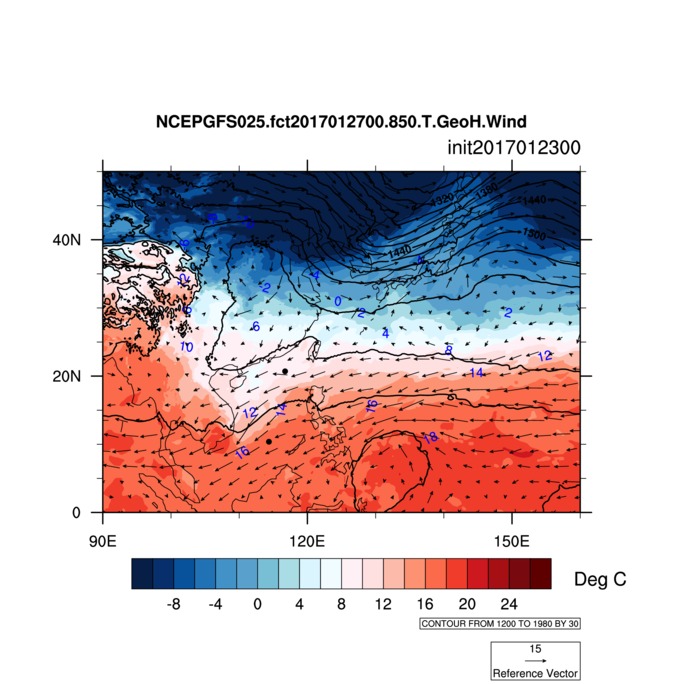 NCEPGFS025.fct2017012700.850.T.GeoH.Wind
init2017012300
1320 1380 1440
1500
1440
40N
-2
0
2 2
6 4
10 8 12
20N 14
12 14 16
16 18
0
90E 120E 150E
-8 -4 0 4 8 12 16 20 24 Deg C
CONTOUR FROM 1200 TO 1980 BY 30
15
Reference Vector